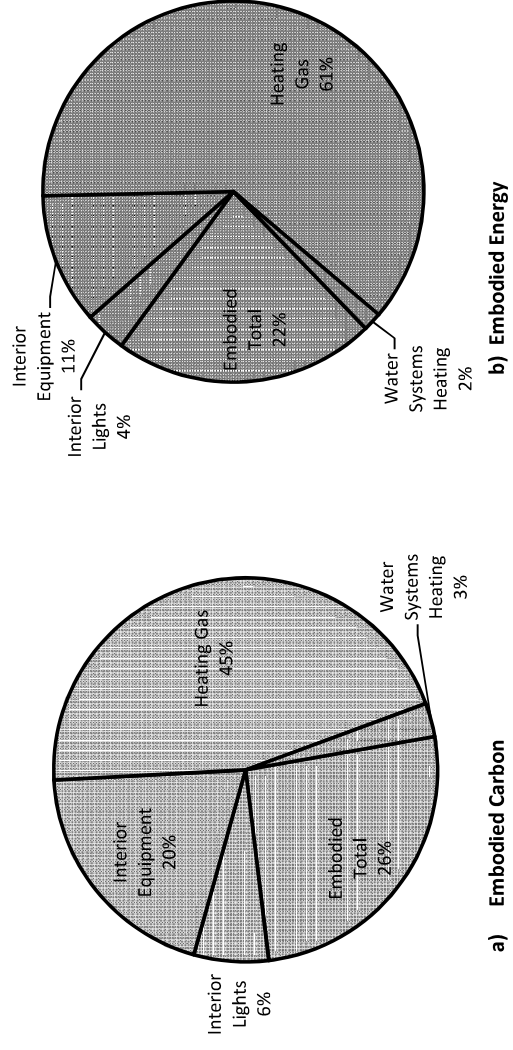 Heating Gas
45%
Water
Systems
Heating
3%
Embodied
Total
26%
Interior
Lights
6%
Interior
Equipment
20%
a) Embodied Carbon
Heating
Gas
61%
Water
Systems
Heating
2%
Embodied
Total
22%
Interior
Lights
4%
Interior
Equipment
11%
b) Embodied Energy